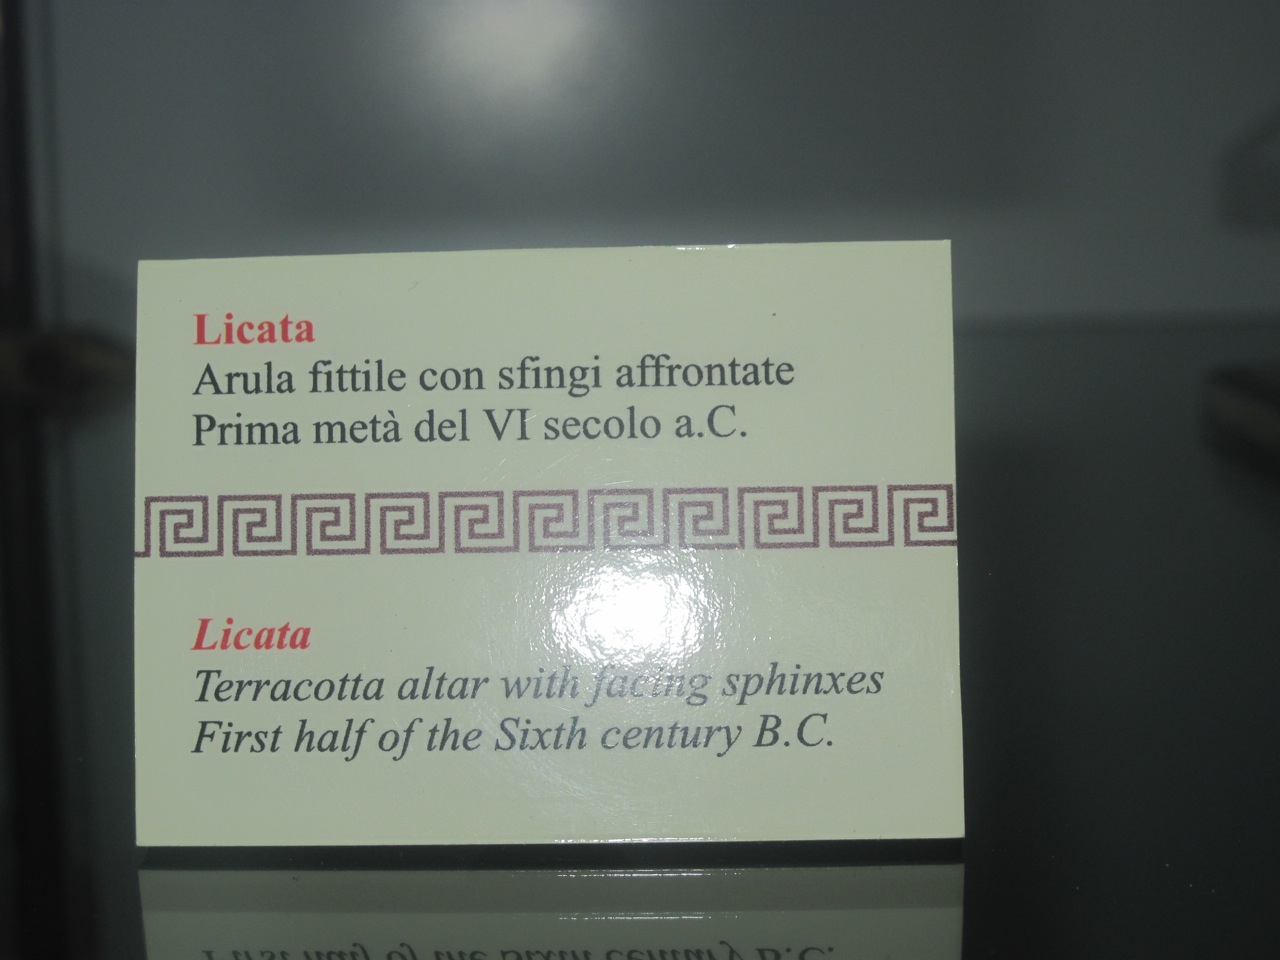 Licata
Arula fittile con sfingi affrontate
Prima metà del VI secolo a.C.
Licata
Terracotta altar with facing sphinxes
First half of the Sixth century B.C.